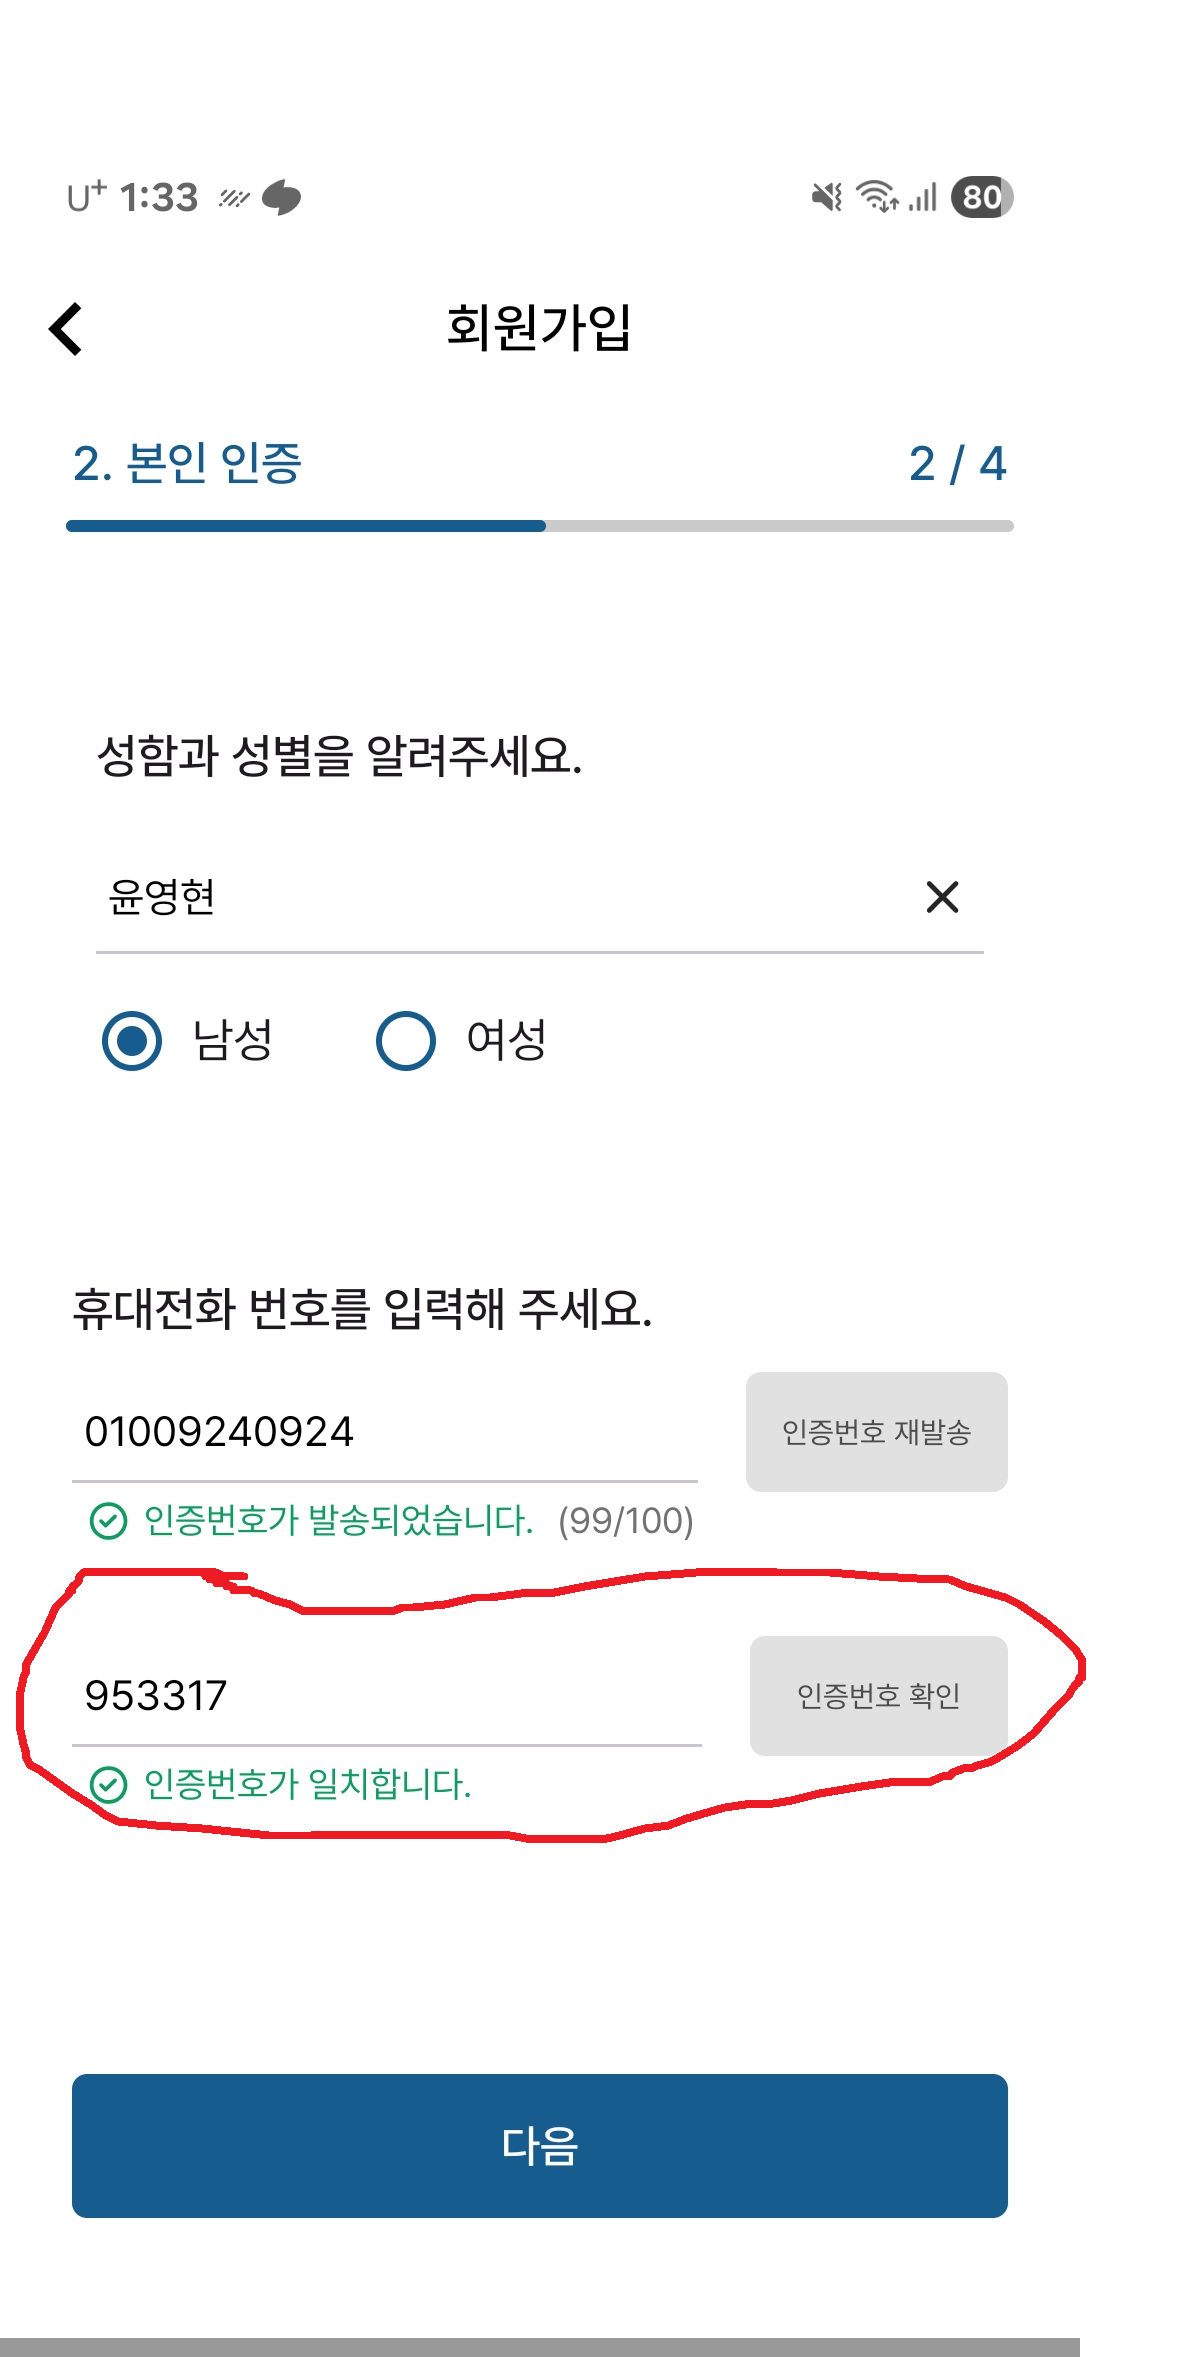 U+ 1:33 80
회원가입
2. 본인 인증 2 / 4
성함과 성별을 알려주세요.
윤영현
남성 여성
휴대전화 번호를 입력해 주세요.
01009240924 인증번호 재발송
인증번호가 발송되었습니다. (99/100)
953317 인증번호 확인
인증번호가 일치합니다.
다음